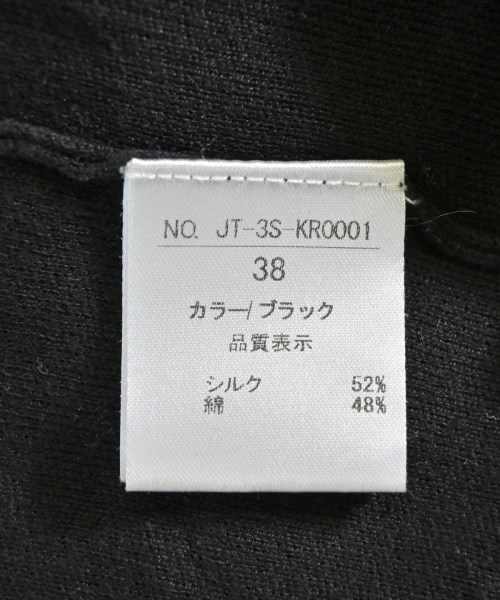 NO. JT-3S-KR0001
38
カラー/ブラック
品質表示
シルク 52%
綿 48%